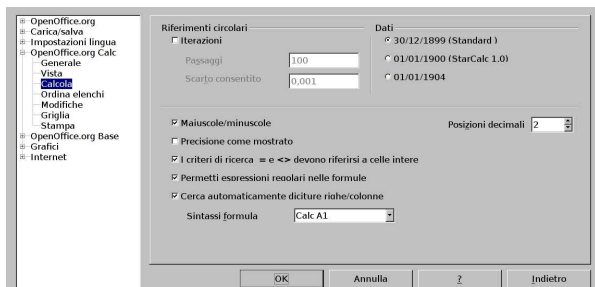 OpenOffice.org
Carica/salva
Impostazioni lingua
OpenOffice.org Calc
Generale
Vista
Calcola
Ordina elenchi
Modifiche
Griglia
Stampa
OpenOffice.org Base
Grafici
Internet
Riferimenti circolari
Iterazioni
Passaggi 100
Scarto consentito 0,001
Dati
30/12/1899 (Standard )
01/01/1900 (StarCalc 1.0)
01/01/1904
Maiuscole/minuscole
Posizioni decimali 2
Precisione come mostrato
I criteri di ricerca = e <> devono riferirsi a celle intere
Permetti espressioni regolari nelle formule
Cerca automaticamente diciture righe/colonne
Sintassi formula Calc A1
OK Annulla ? Indietro